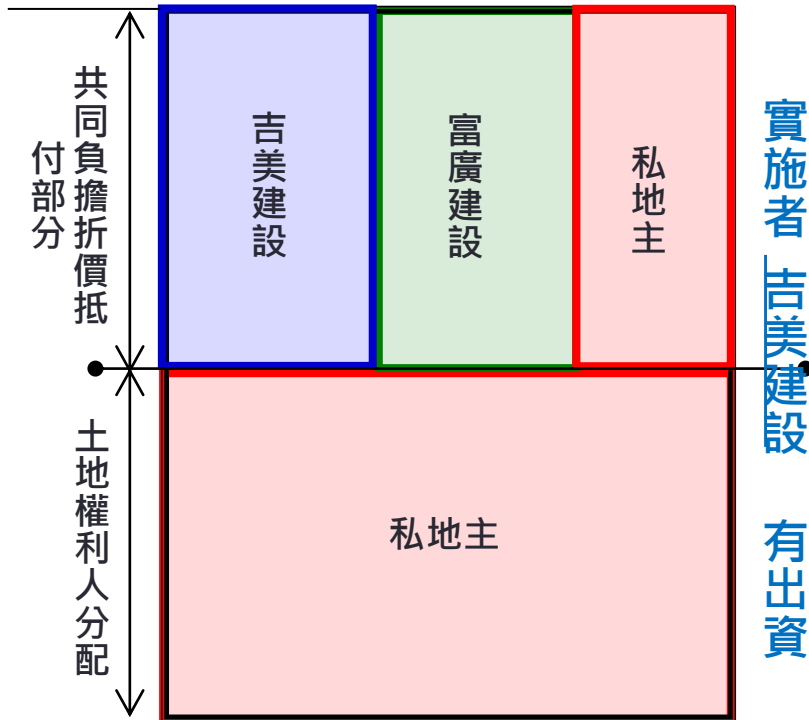 共同負擔折價抵
付部分
吉美建設
富廣建設
私地主
實施者 吉美建設 有出資
土地權利人分配
私地主